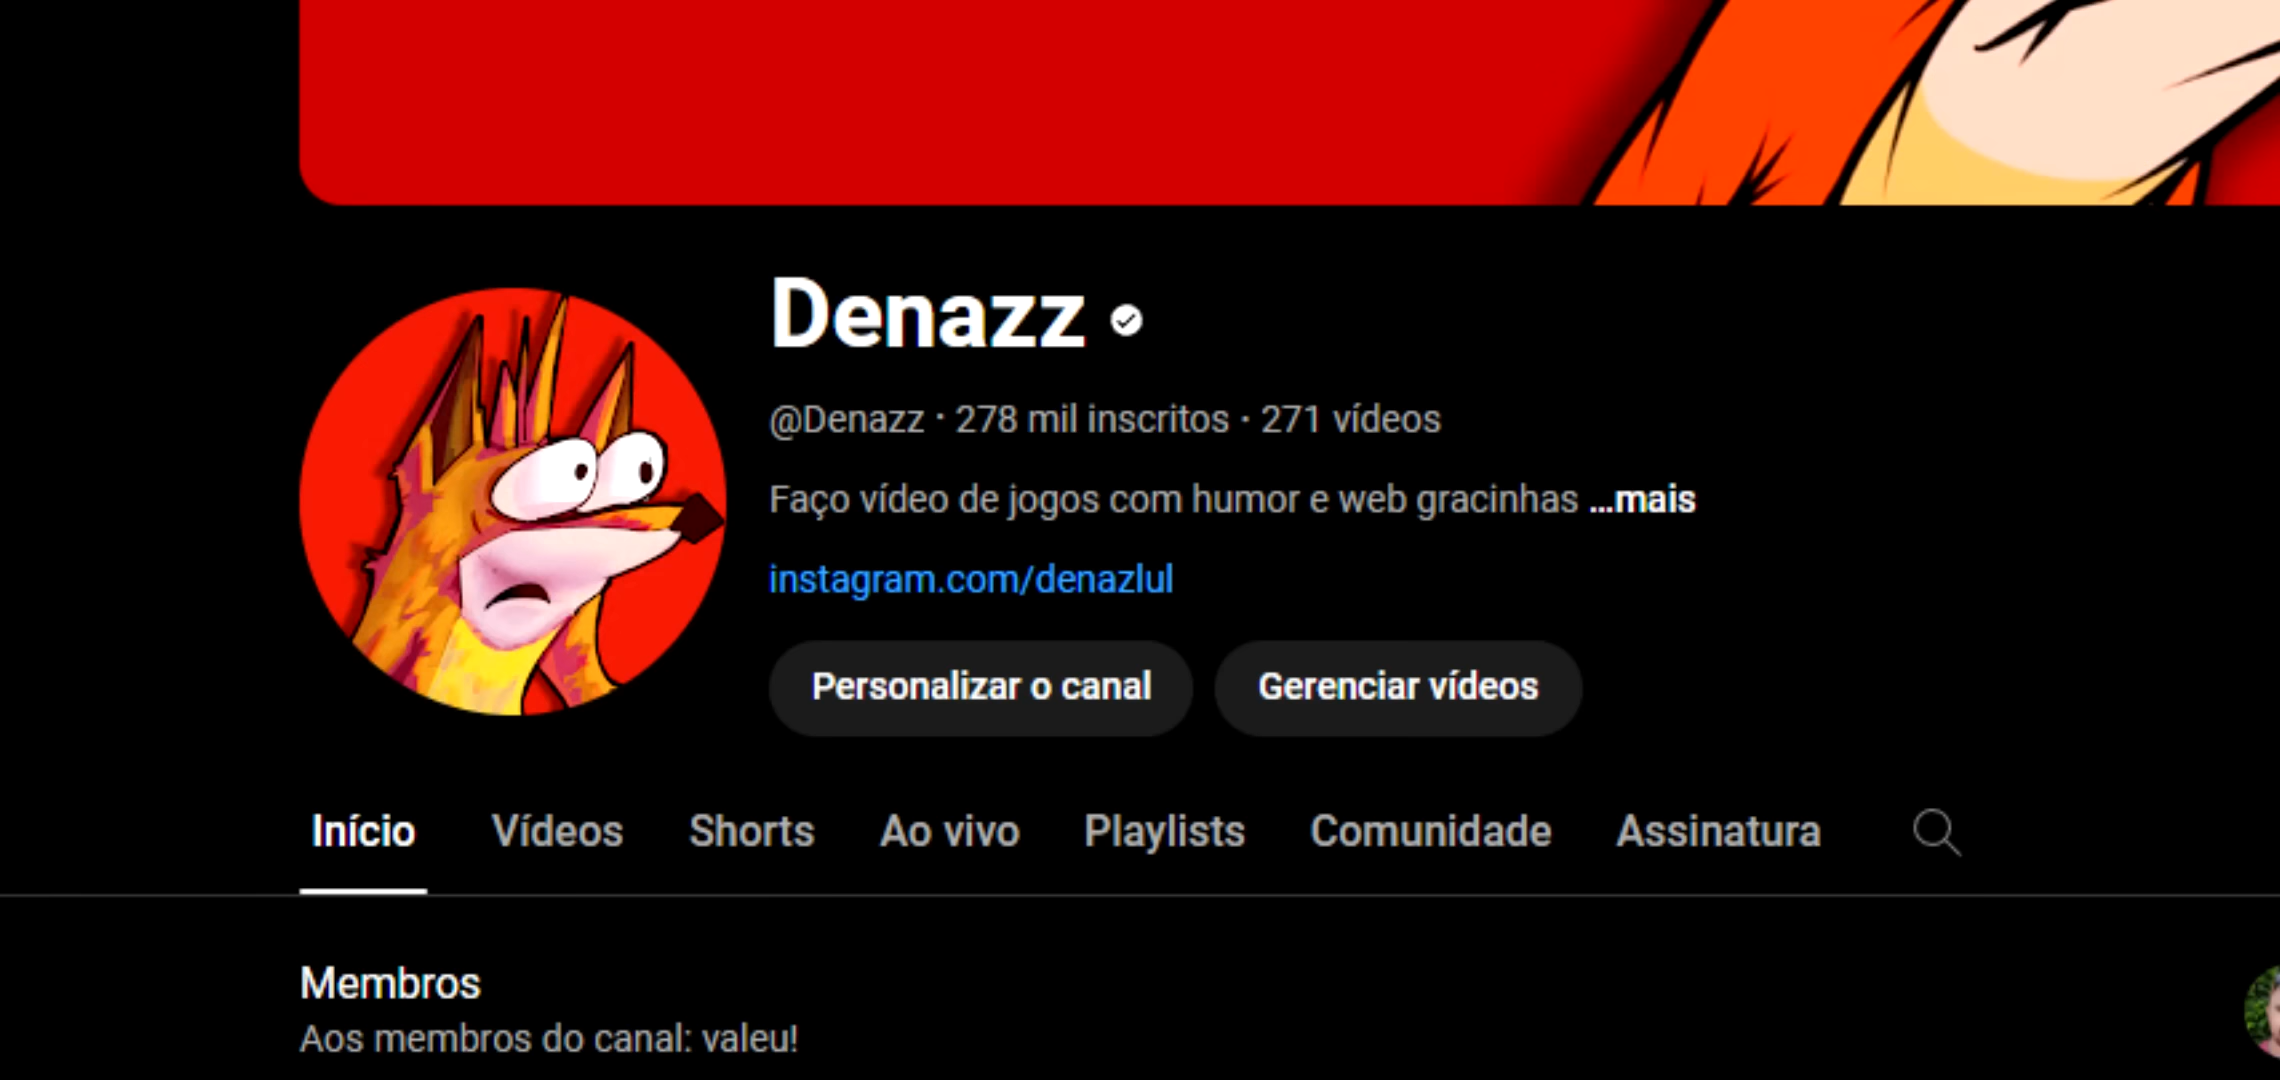 Denazz
@Denazz · 278 mil inscritos · 271 vídeos
Faço vídeo de jogos com humor e web gracinhas ...mais
instagram.com/denazlul
Personalizar o canal Gerenciar vídeos
Início Vídeos Shorts Ao vivo Playlists Comunidade Assinatura
Membros
Aos membros do canal: valeu!